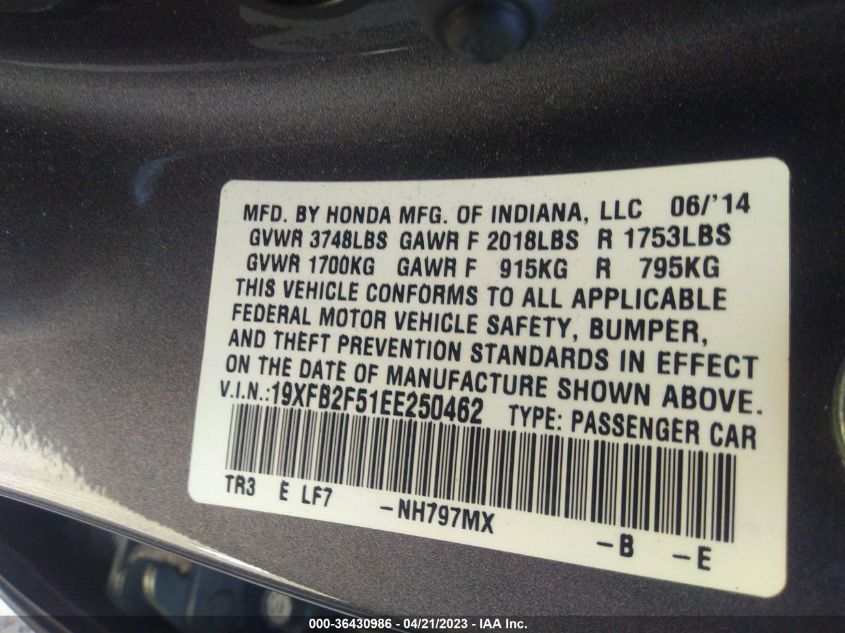 MFD. BY HONDA MFG. OF INDIANA, LLC 06/'14
GVWR 3748LBS GAWR F 2018LBS R 1753LBS
GVWR 1700KG GAWR F 915KG R 795KG
THIS VEHICLE CONFORMS TO ALL APPLICABLE
FEDERAL MOTOR VEHICLE SAFETY, BUMPER,
AND THEFT PREVENTION STANDARDS IN EFFECT
ON THE DATE OF MANUFACTURE SHOWN ABOVE.
V.I.N.:19XFB2F51EE250462 TYPE: PASSENGER CAR
TR3 E LF7 -NH797MX -B -E
000-36430986 - 04/21/2023 - IAA Inc.